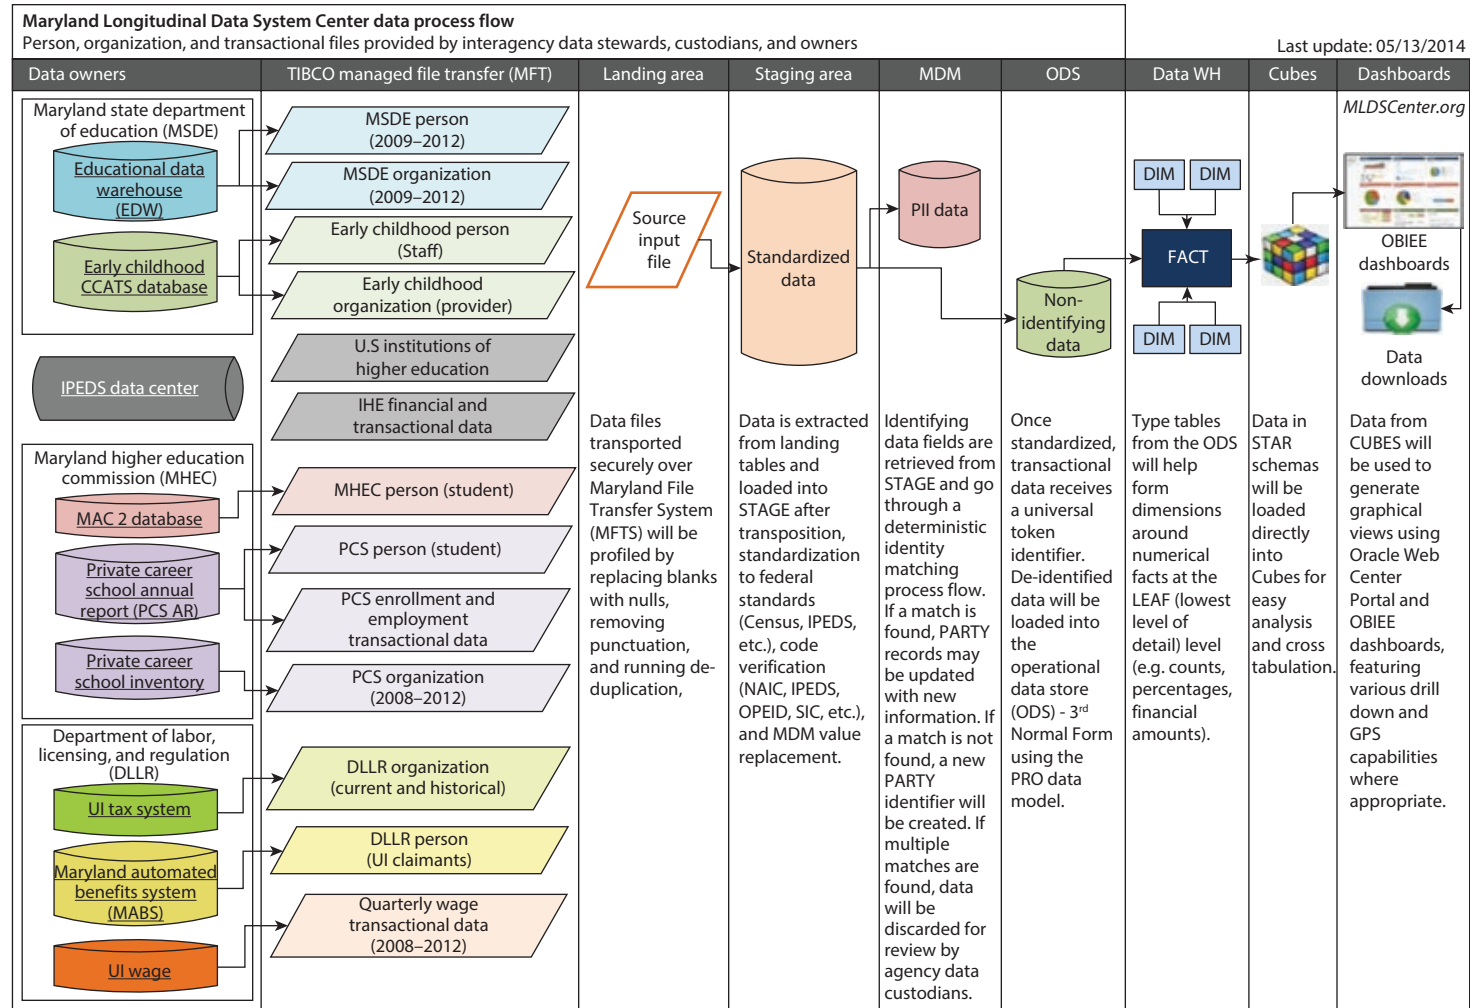 Maryland Longitudinal Data System Center data process flow
Person, organization, and transactional files provided by interagency data stewards, custodians, and owners
Last update: 05/13/2014
Data owners
TIBCO managed file transfer (MFT)
Landing area
Staging area
MDM
ODS
Data WH
Cubes
Dashboards
Maryland state department
of education (MSDE)
Educational data
warehouse
(EDW)
Early childhood
CCATS database
IPEDS data center
Maryland higher education
commission (MHEC)
MAC 2 database
Private career
school annual
report (PCS AR)
Private career
school inventory
Department of labor,
licensing, and regulation
(DLLR)
UI tax system
Maryland automated
benefits system
(MABS)
UI wage
MSDE person
(2009–2012)
MSDE organization
(2009–2012)
Early childhood person
(Staff)
Early childhood
organization (provider)
U.S institutions of
higher education
IHE financial and
transactional data
MHEC person (student)
PCS person (student)
PCS enrollment and
employment
transactional data
PCS organization
(2008–2012)
DLLR organization
(current and historical)
DLLR person
(UI claimants)
Quarterly wage
transactional data
(2008–2012)
Source
input
file
Data files
transported
securely over
Maryland File
Transfer System
(MFTS) will be
profiled by
replacing blanks
with nulls,
removing
punctuation,
and running de-
duplication,
Standardized
data
Data is extracted
from landing
tables and
loaded into
STAGE after
transposition,
standardization
to federal
standards
(Census, IPEDS,
etc.), code
verification
(NAIC, IPEDS,
OPEID, SIC, etc.),
and MDM value
replacement.
PII data
Identifying
data fields are
retrieved from
STAGE and go
through a
deterministic
identity
matching
process flow.
If a match is
found, PARTY
records may
be updated
with new
information. If
a match is not
found, a new
PARTY
identifier will
be created. If
multiple
matches are
found, data
will be
discarded for
review by
agency data
custodians.
Non-
identifying
data
Once
standardized,
transactional
data receives
a universal
token
identifier.
De-identified
data will be
loaded into
the
operational
data store
(ODS) - 3rd
Normal Form
using the
PRO data
model.
DIM DIM
FACT
DIM DIM
Type tables
from the ODS
will help
form
dimensions
around
numerical
facts at the
LEAF (lowest
level of
detail) level
(e.g. counts,
percentages,
financial
amounts).
Data in
STAR
schemas
will be
loaded
directly
into
Cubes for
easy
analysis
and cross
tabulation.
MLDSCenter.org
OBIEE
dashboards
Data
downloads
Data from
CUBES will
be used to
generate
graphical
views using
Oracle Web
Center
Portal and
OBIEE
dashboards,
featuring
various drill
down and
GPS
capabilities
where
appropriate.